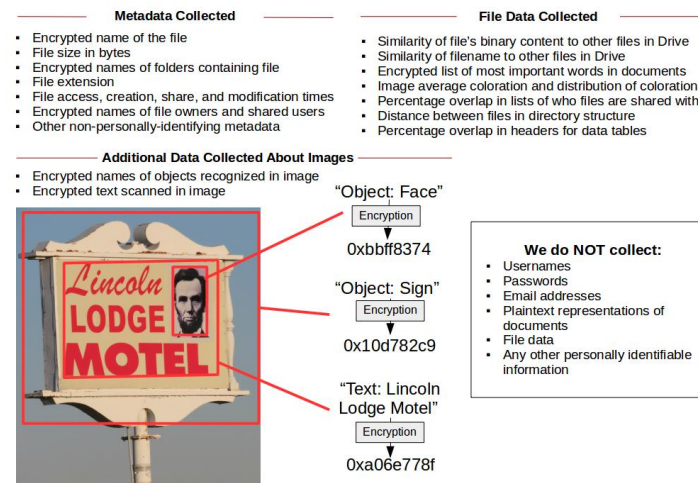 Metadata Collected
▪ Encrypted name of the file
▪ File size in bytes
▪ Encrypted names of folders containing file
▪ File extension
▪ File access, creation, share, and modification times
▪ Encrypted names of file owners and shared users
▪ Other non-personally-identifying metadata
File Data Collected
▪ Similarity of file's binary content to other files in Drive
▪ Similarity of filename to other files in Drive
▪ Encrypted list of most important words in documents
▪ Image average coloration and distribution of coloration
▪ Percentage overlap in lists of who files are shared with
▪ Distance between files in directory structure
▪ Percentage overlap in headers for data tables
Additional Data Collected About Images
▪ Encrypted names of objects recognized in image
▪ Encrypted text scanned in image
Lincoln
LODGE
MOTEL
“Object: Face”
Encryption
0xbbff8374
“Object: Sign”
Encryption
0x10d782c9
“Text: Lincoln
Lodge Motel”
Encryption
0xa06e778f
We do NOT collect:
▪ Usernames
▪ Passwords
▪ Email addresses
▪ Plaintext representations of
documents
▪ File data
▪ Any other personally identifiable
information